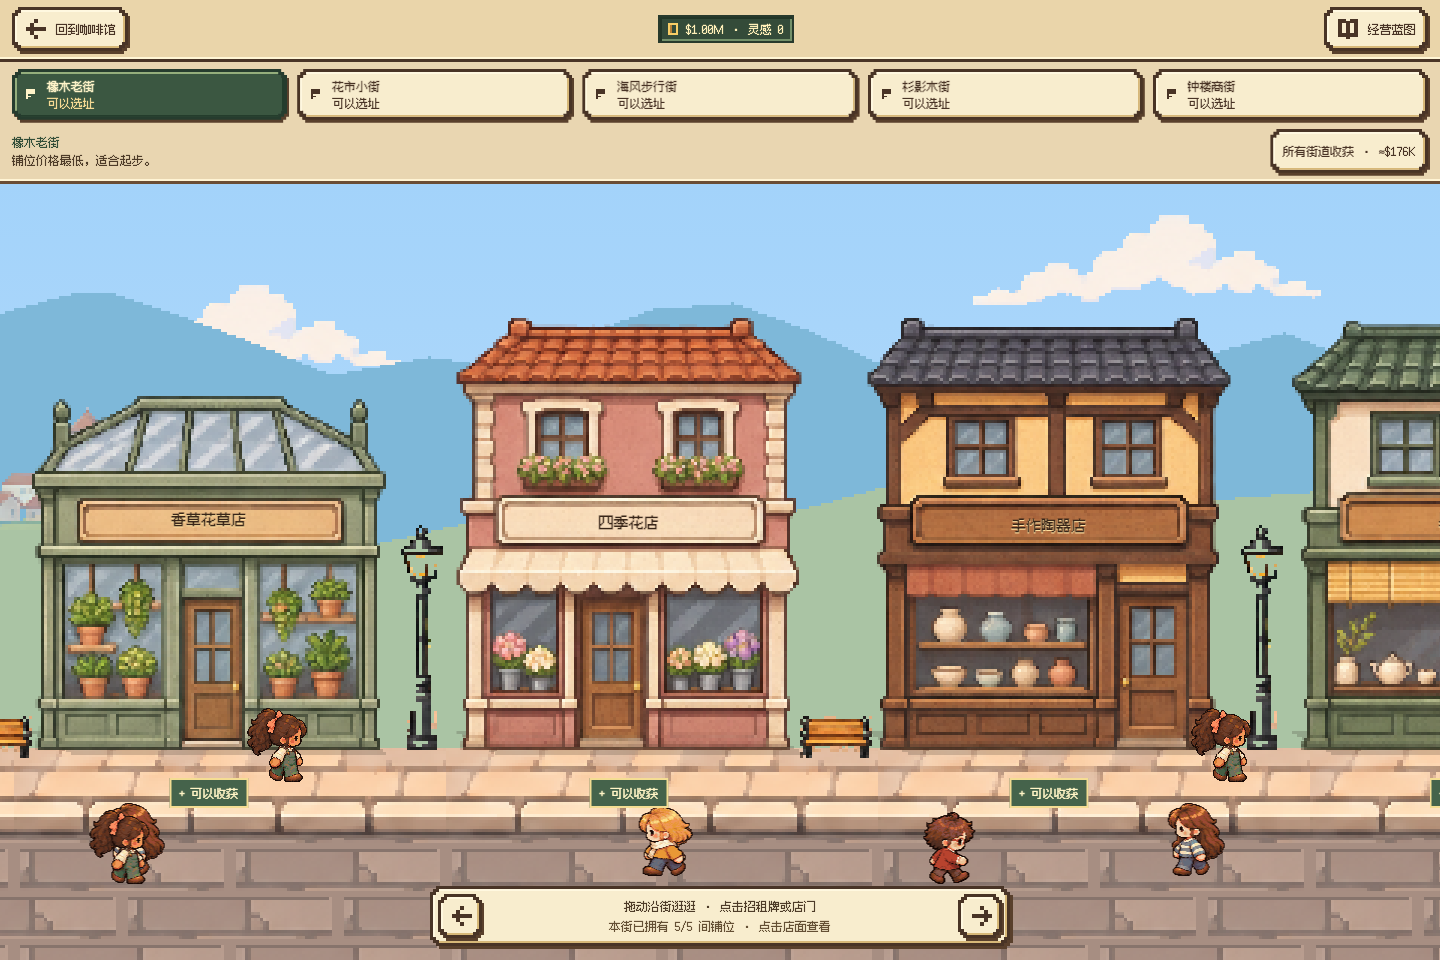 回到咖啡馆
$1.00M · 灵感 0
经营蓝图
橡木老街
可以选址
花市小街
可以选址
海风步行街
可以选址
杉影木街
可以选址
钟楼商街
可以选址
橡木老街
铺位价格最低，适合起步。
所有街道收获 · ≈$176K
香草花草店
四季花店
手作陶器店
+ 可以收获
+ 可以收获
+ 可以收获
拖动沿街逛逛 · 点击招租牌或店门
本街已拥有 5/5 间铺位 · 点击店面查看